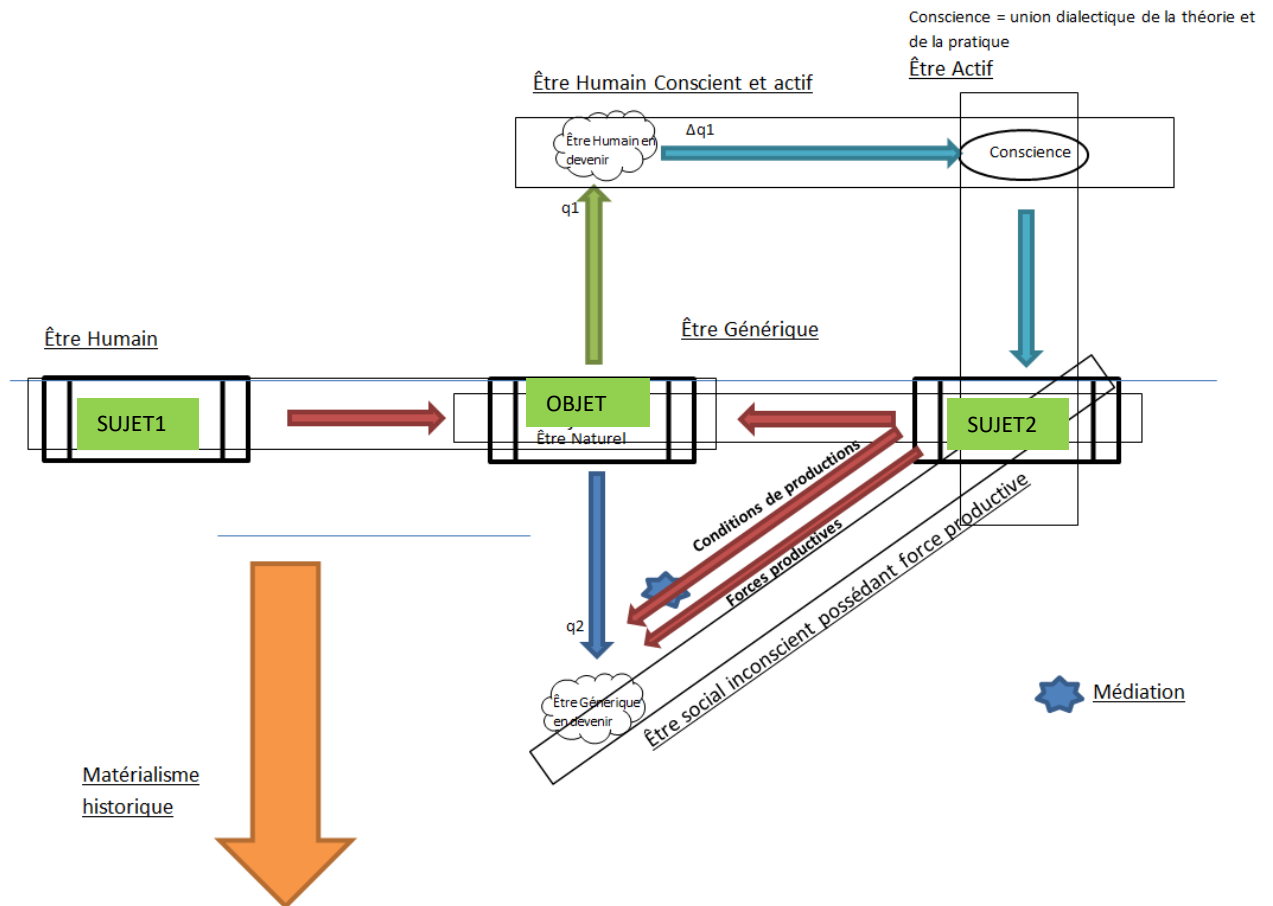 Conscience = union dialectique de la théorie et
de la pratique
Être Actif
Être Humain Conscient et actif
Être Humain en
devenir
Δq1
Conscience
q1
Être Humain
Être Générique
SUJET1
OBJET
Être Naturel
SUJET2
Conditions de productions
Forces productives
q2
Être Générique
en devenir
Être social inconscient possédant force productive
Médiation
Matérialisme
historique